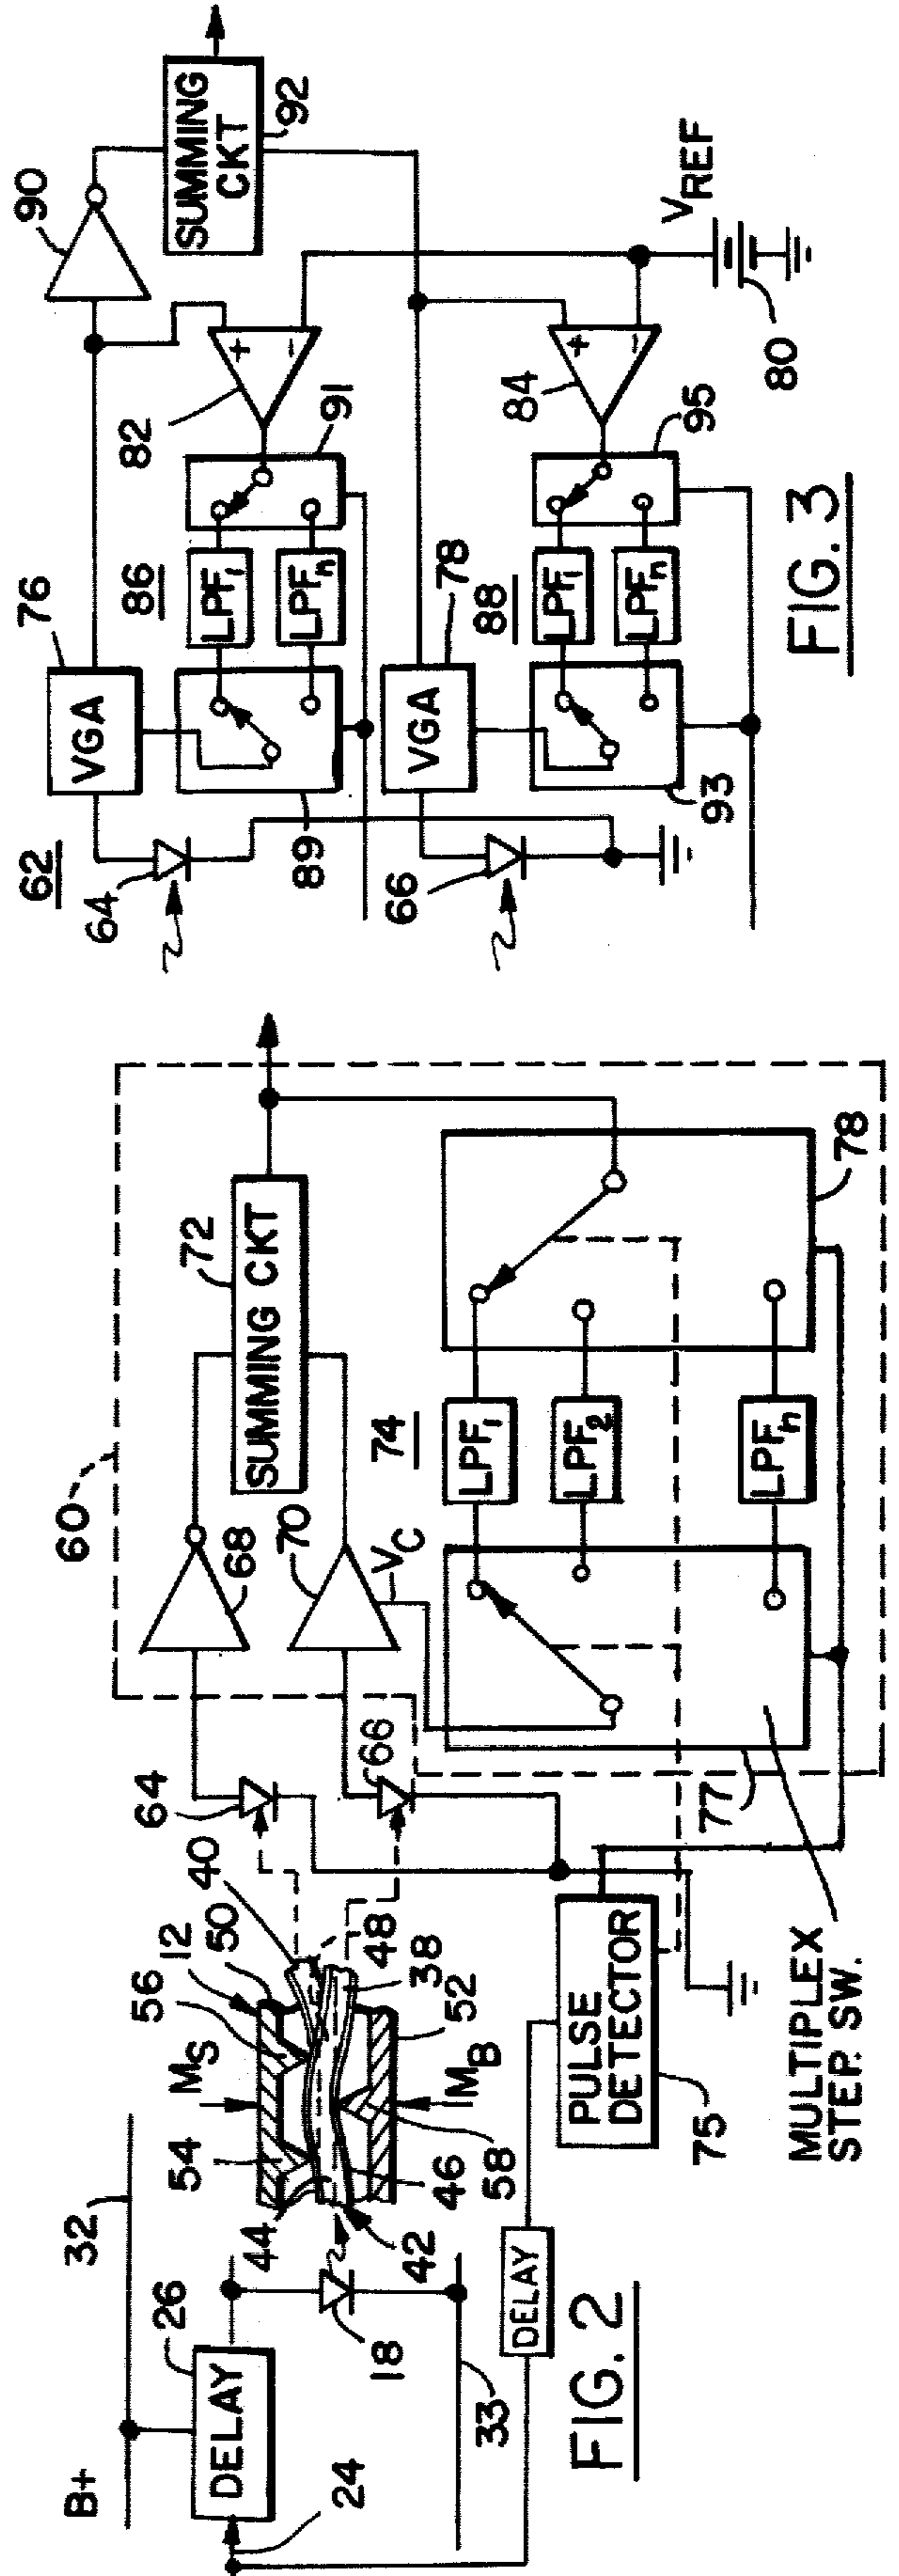 B+
32
26
DELAY
24
18
33
DELAY
FIG. 2
MS
54
56
12
50
40
44
42
46
58
MB
52
38
48
64
66
60
68
70
VC
72
SUMMING CKT
74
LPF1
LPF2
LPFn
77
78
PULSE
DETECTOR
75
MULTIPLEX
STEP. SW.
62
64
66
76
VGA
89
86
LPF1
LPFn
91
82
+
−
90
SUMMING
CKT
92
78
VGA
93
88
LPF1
LPFn
95
84
+
−
VREF
80
FIG. 3